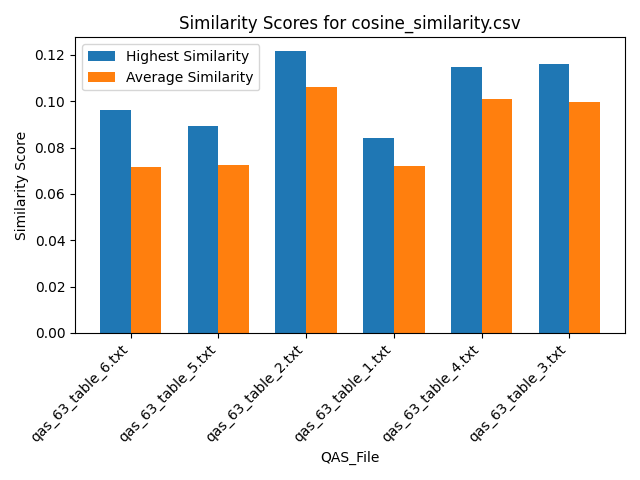 Similarity Scores for cosine_similarity.csv
Highest Similarity
Average Similarity
Similarity Score
0.12
0.10
0.08
0.06
0.04
0.02
0.00
qas_63_table_6.txt
qas_63_table_5.txt
qas_63_table_2.txt
qas_63_table_1.txt
qas_63_table_4.txt
qas_63_table_3.txt
QAS_File